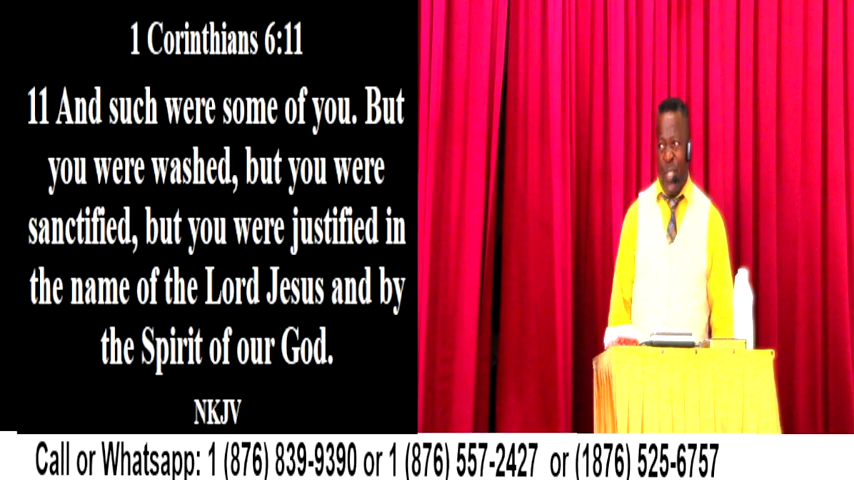 1 Corinthians 6:11
11 And such were some of you. But
you were washed, but you were
sanctified, but you were justified in
the name of the Lord Jesus and by
the Spirit of our God.
NKJV
Call or Whatsapp: 1 (876) 839-9390 or 1 (876) 557-2427 or (1876) 525-6757